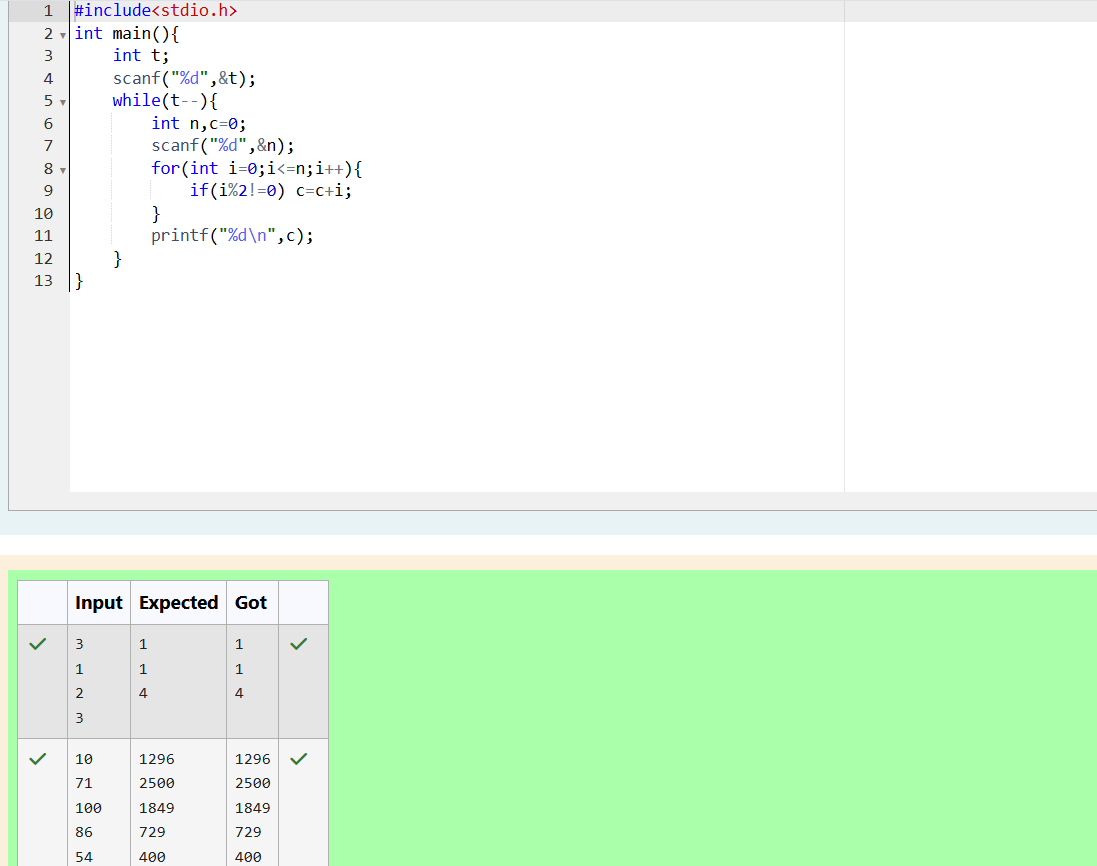 1 #include<stdio.h>
2 int main(){
3     int t;
4     scanf("%d",&t);
5     while(t--){
6         int n,c=0;
7         scanf("%d",&n);
8         for(int i=0;i<=n;i++){
9             if(i%2!=0) c=c+i;
10         }
11         printf("%d\n",c);
12     }
13 }
Input Expected Got
3 1 1
1 1 1
2 4 4
3
10 1296 1296
71 2500 2500
100 1849 1849
86 729 729
54 400 400